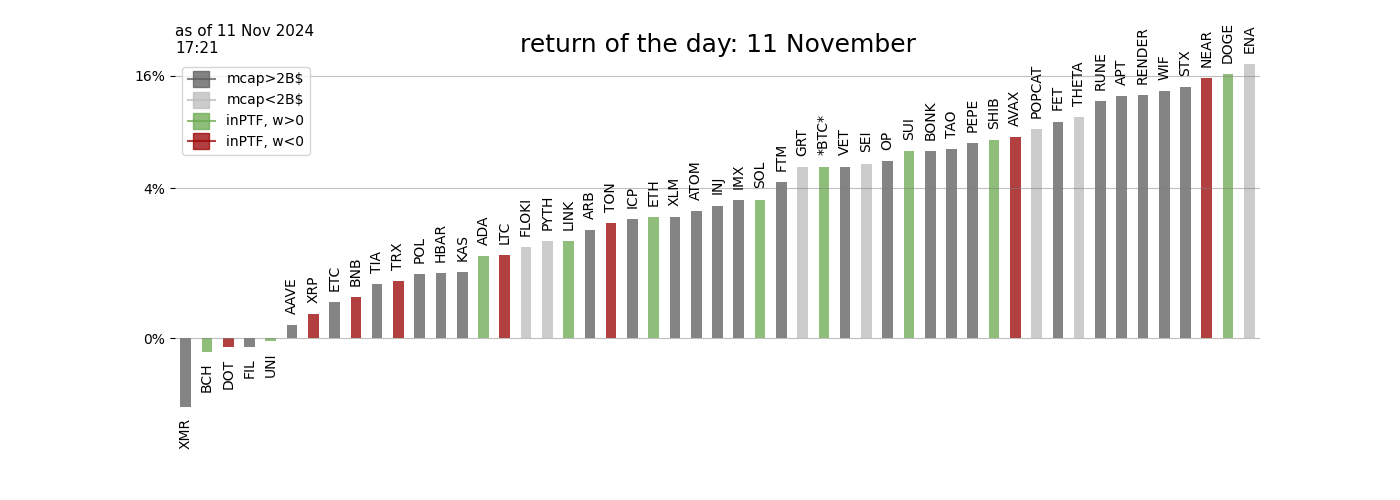 as of 11 Nov 2024
17:21
return of the day: 11 November
16%
4%
0%
mcap>2B$
mcap<2B$
inPTF, w>0
inPTF, w<0
XMR
BCH
DOT
FIL
UNI
AAVE
XRP
ETC
BNB
TIA
TRX
POL
HBAR
KAS
ADA
LTC
FLOKI
PYTH
LINK
ARB
TON
ICP
ETH
XLM
ATOM
INJ
IMX
SOL
FTM
GRT
*BTC*
VET
SEI
OP
SUI
BONK
TAO
PEPE
SHIB
AVAX
POPCAT
FET
THETA
RUNE
APT
RENDER
WIF
STX
NEAR
DOGE
ENA